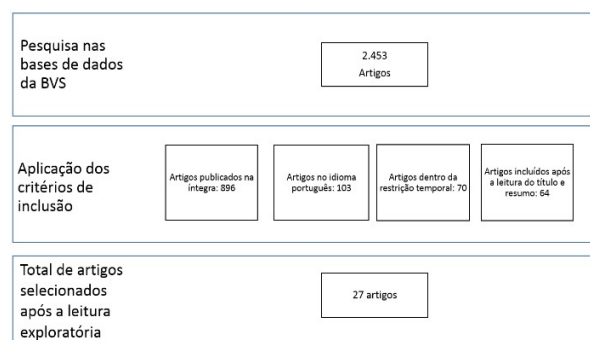 Pesquisa nas
bases de dados
da BVS
2.453
Artigos
Aplicação dos
critérios de
inclusão
Artigos publicados na
íntegra: 896
Artigos no idioma
português: 103
Artigos dentro da
restrição temporal: 70
Artigos incluídos após
a leitura do título e
resumo: 64
Total de artigos
selecionados
após a leitura
exploratória
27 artigos